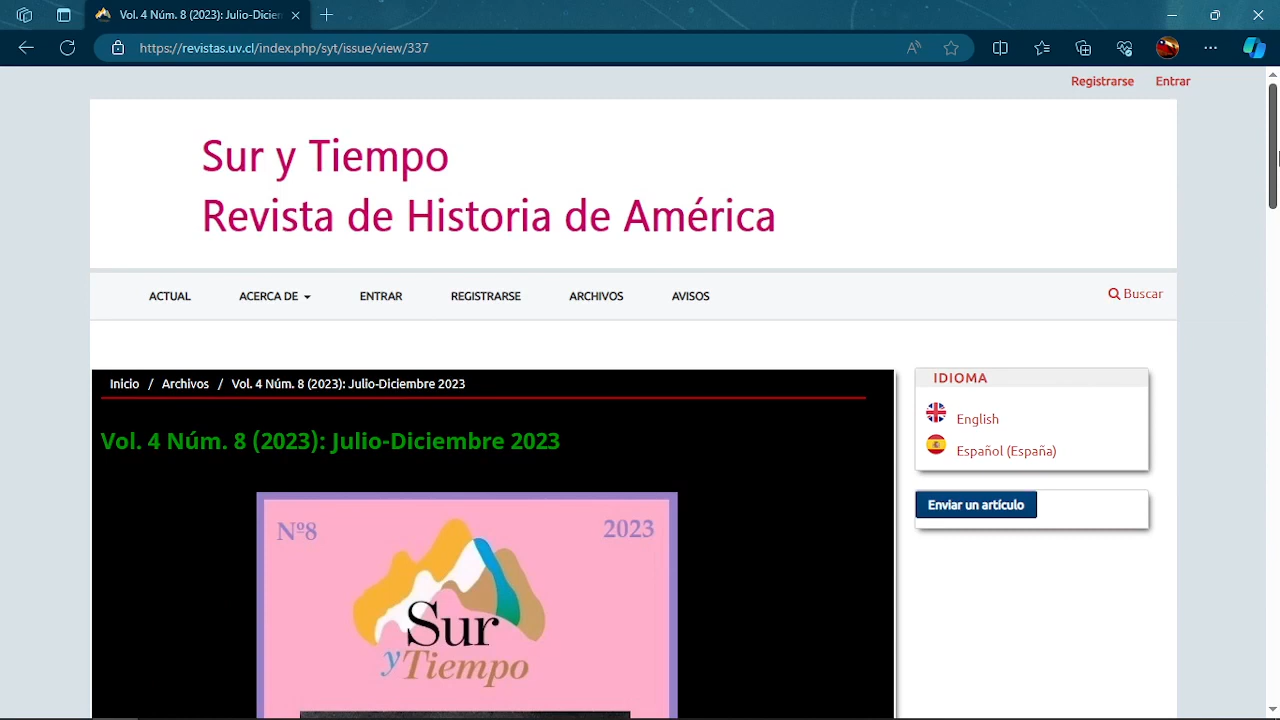 Vol. 4 Núm. 8 (2023): Julio-Dicien
https://revistas.uv.cl/index.php/syt/issue/view/337
Registrarse Entrar
Sur y Tiempo
Revista de Historia de América
ACTUAL ACERCA DE ENTRAR REGISTRARSE ARCHIVOS AVISOS Buscar
Inicio / Archivos / Vol. 4 Núm. 8 (2023): Julio-Diciembre 2023
Vol. 4 Núm. 8 (2023): Julio-Diciembre 2023
Nº8 2023
Sur
y Tiempo
IDIOMA
English
Español (España)
Enviar un artículo